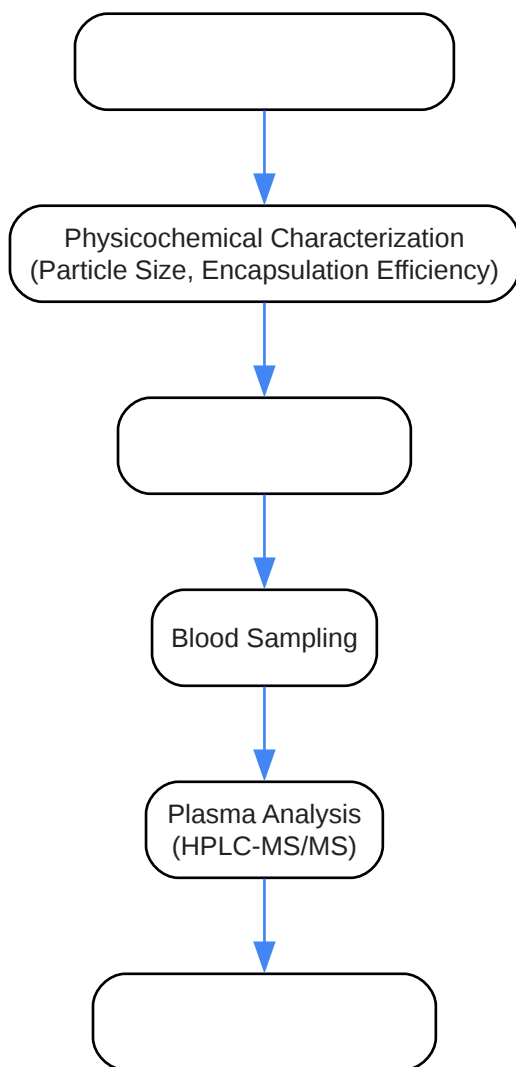 Physicochemical Characterization
(Particle Size, Encapsulation Efficiency)
Blood Sampling
Plasma Analysis
(HPLC-MS/MS)